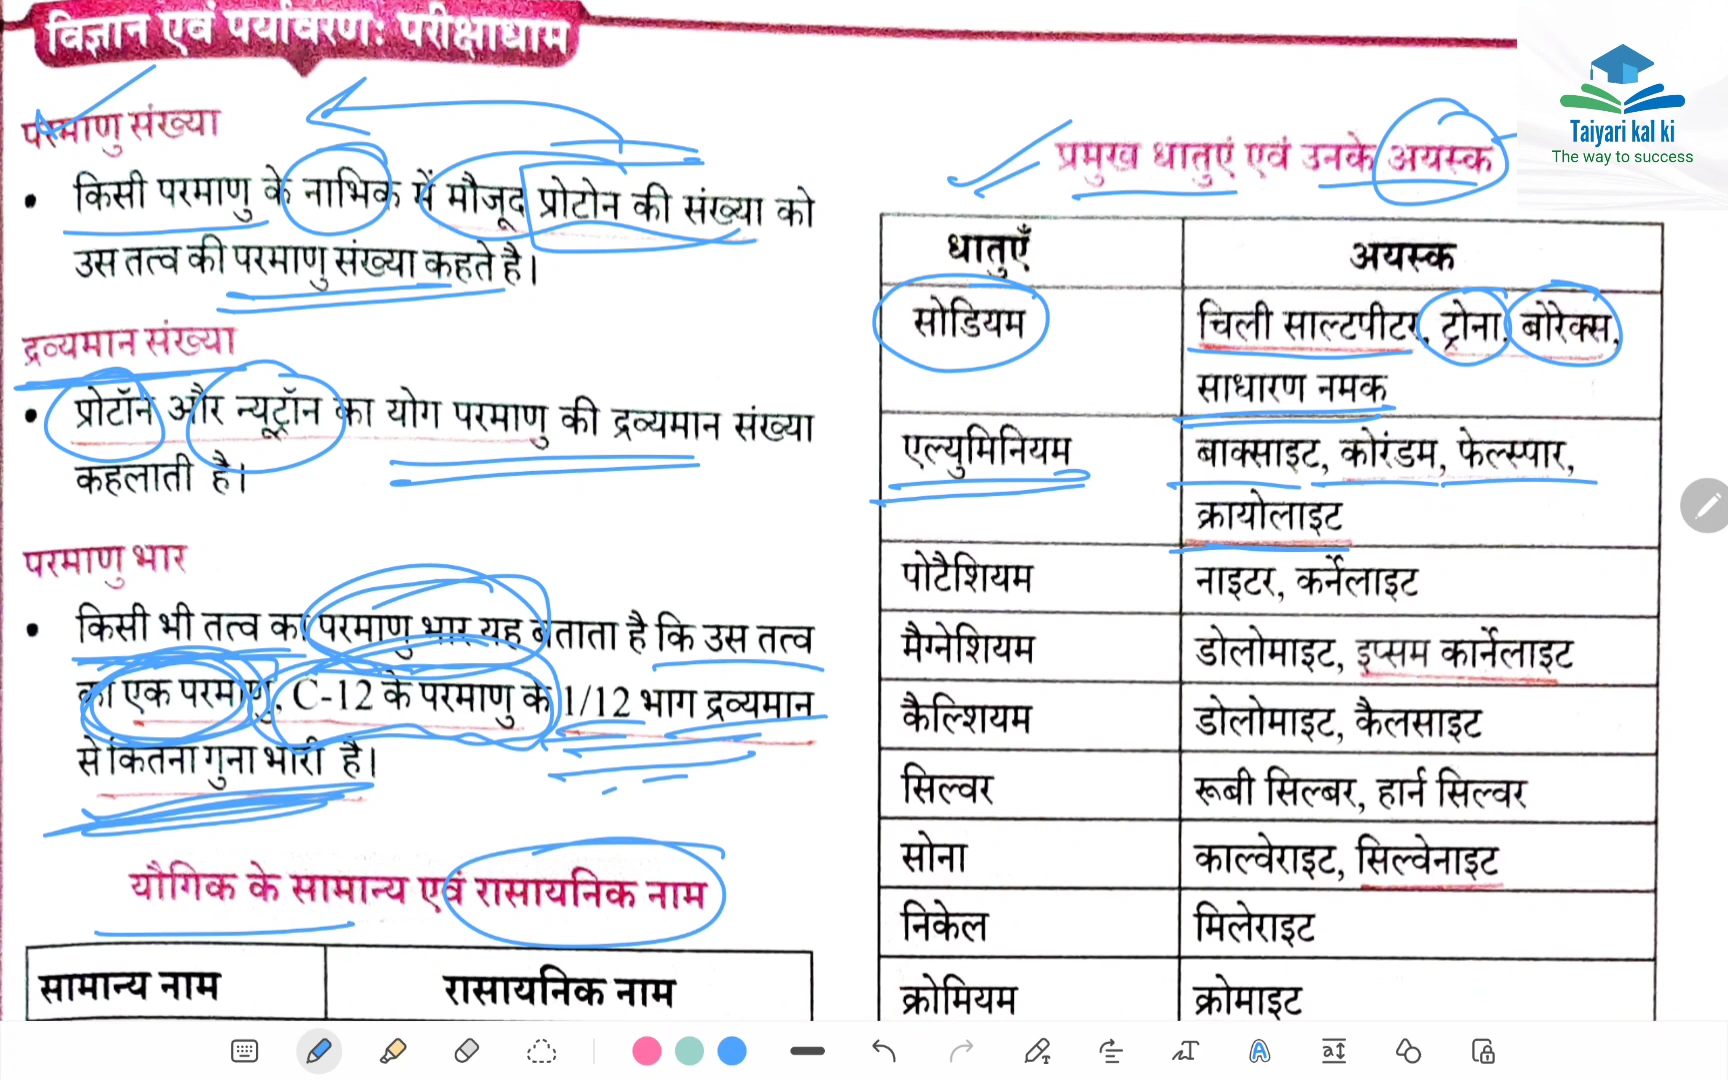 विज्ञान एवं पर्यावरण: परीक्षाधाम
परमाणु संख्या
• किसी परमाणु के नाभिक में मौजूद प्रोटोन की संख्या को
उस तत्व की परमाणु संख्या कहते है।
द्रव्यमान संख्या
• प्रोटॉन और न्यूट्रॉन का योग परमाणु की द्रव्यमान संख्या
कहलाती है।
परमाणु भार
• किसी भी तत्व का परमाणु भार यह बताता है कि उस तत्व
का एक परमाणु, C-12 के परमाणु के 1/12 भाग द्रव्यमान
से कितना गुना भारी है।
यौगिक के सामान्य एवं रासायनिक नाम
सामान्य नाम रासायनिक नाम
Taiyari kal ki
The way to success
प्रमुख धातुएं एवं उनके अयस्क
धातुएँ अयस्क
सोडियम चिली साल्टपीटर, ट्रोना, बोरेक्स,
साधारण नमक
एल्युमिनियम बाक्साइट, कोरंडम, फेल्स्पार,
क्रायोलाइट
पोटैशियम नाइटर, कर्नेलाइट
मैग्नेशियम डोलोमाइट, इप्सम कार्नेलाइट
कैल्शियम डोलोमाइट, कैलसाइट
सिल्वर रूबी सिल्बर, हार्न सिल्वर
सोना काल्वेराइट, सिल्वेनाइट
निकेल मिलेराइट
क्रोमियम क्रोमाइट